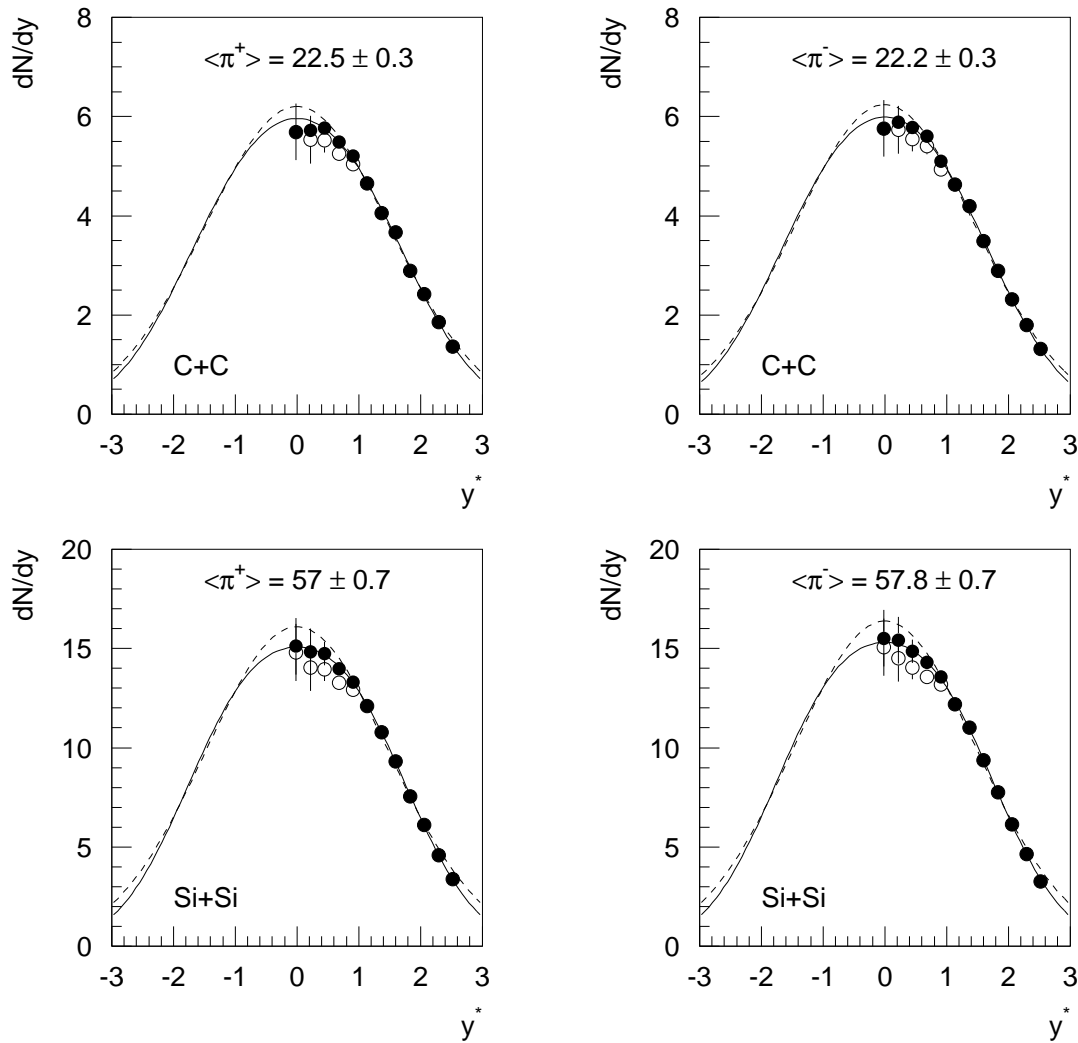 dN/dy
8
6
4
2
0
<π⁺> = 22.5 ± 0.3
C+C
-3 -2 -1 0 1 2 3
y*
dN/dy
8
6
4
2
0
<π⁻> = 22.2 ± 0.3
C+C
-3 -2 -1 0 1 2 3
y*
dN/dy
20
15
10
5
0
<π⁺> = 57 ± 0.7
Si+Si
-3 -2 -1 0 1 2 3
y*
dN/dy
20
15
10
5
0
<π⁻> = 57.8 ± 0.7
Si+Si
-3 -2 -1 0 1 2 3
y*